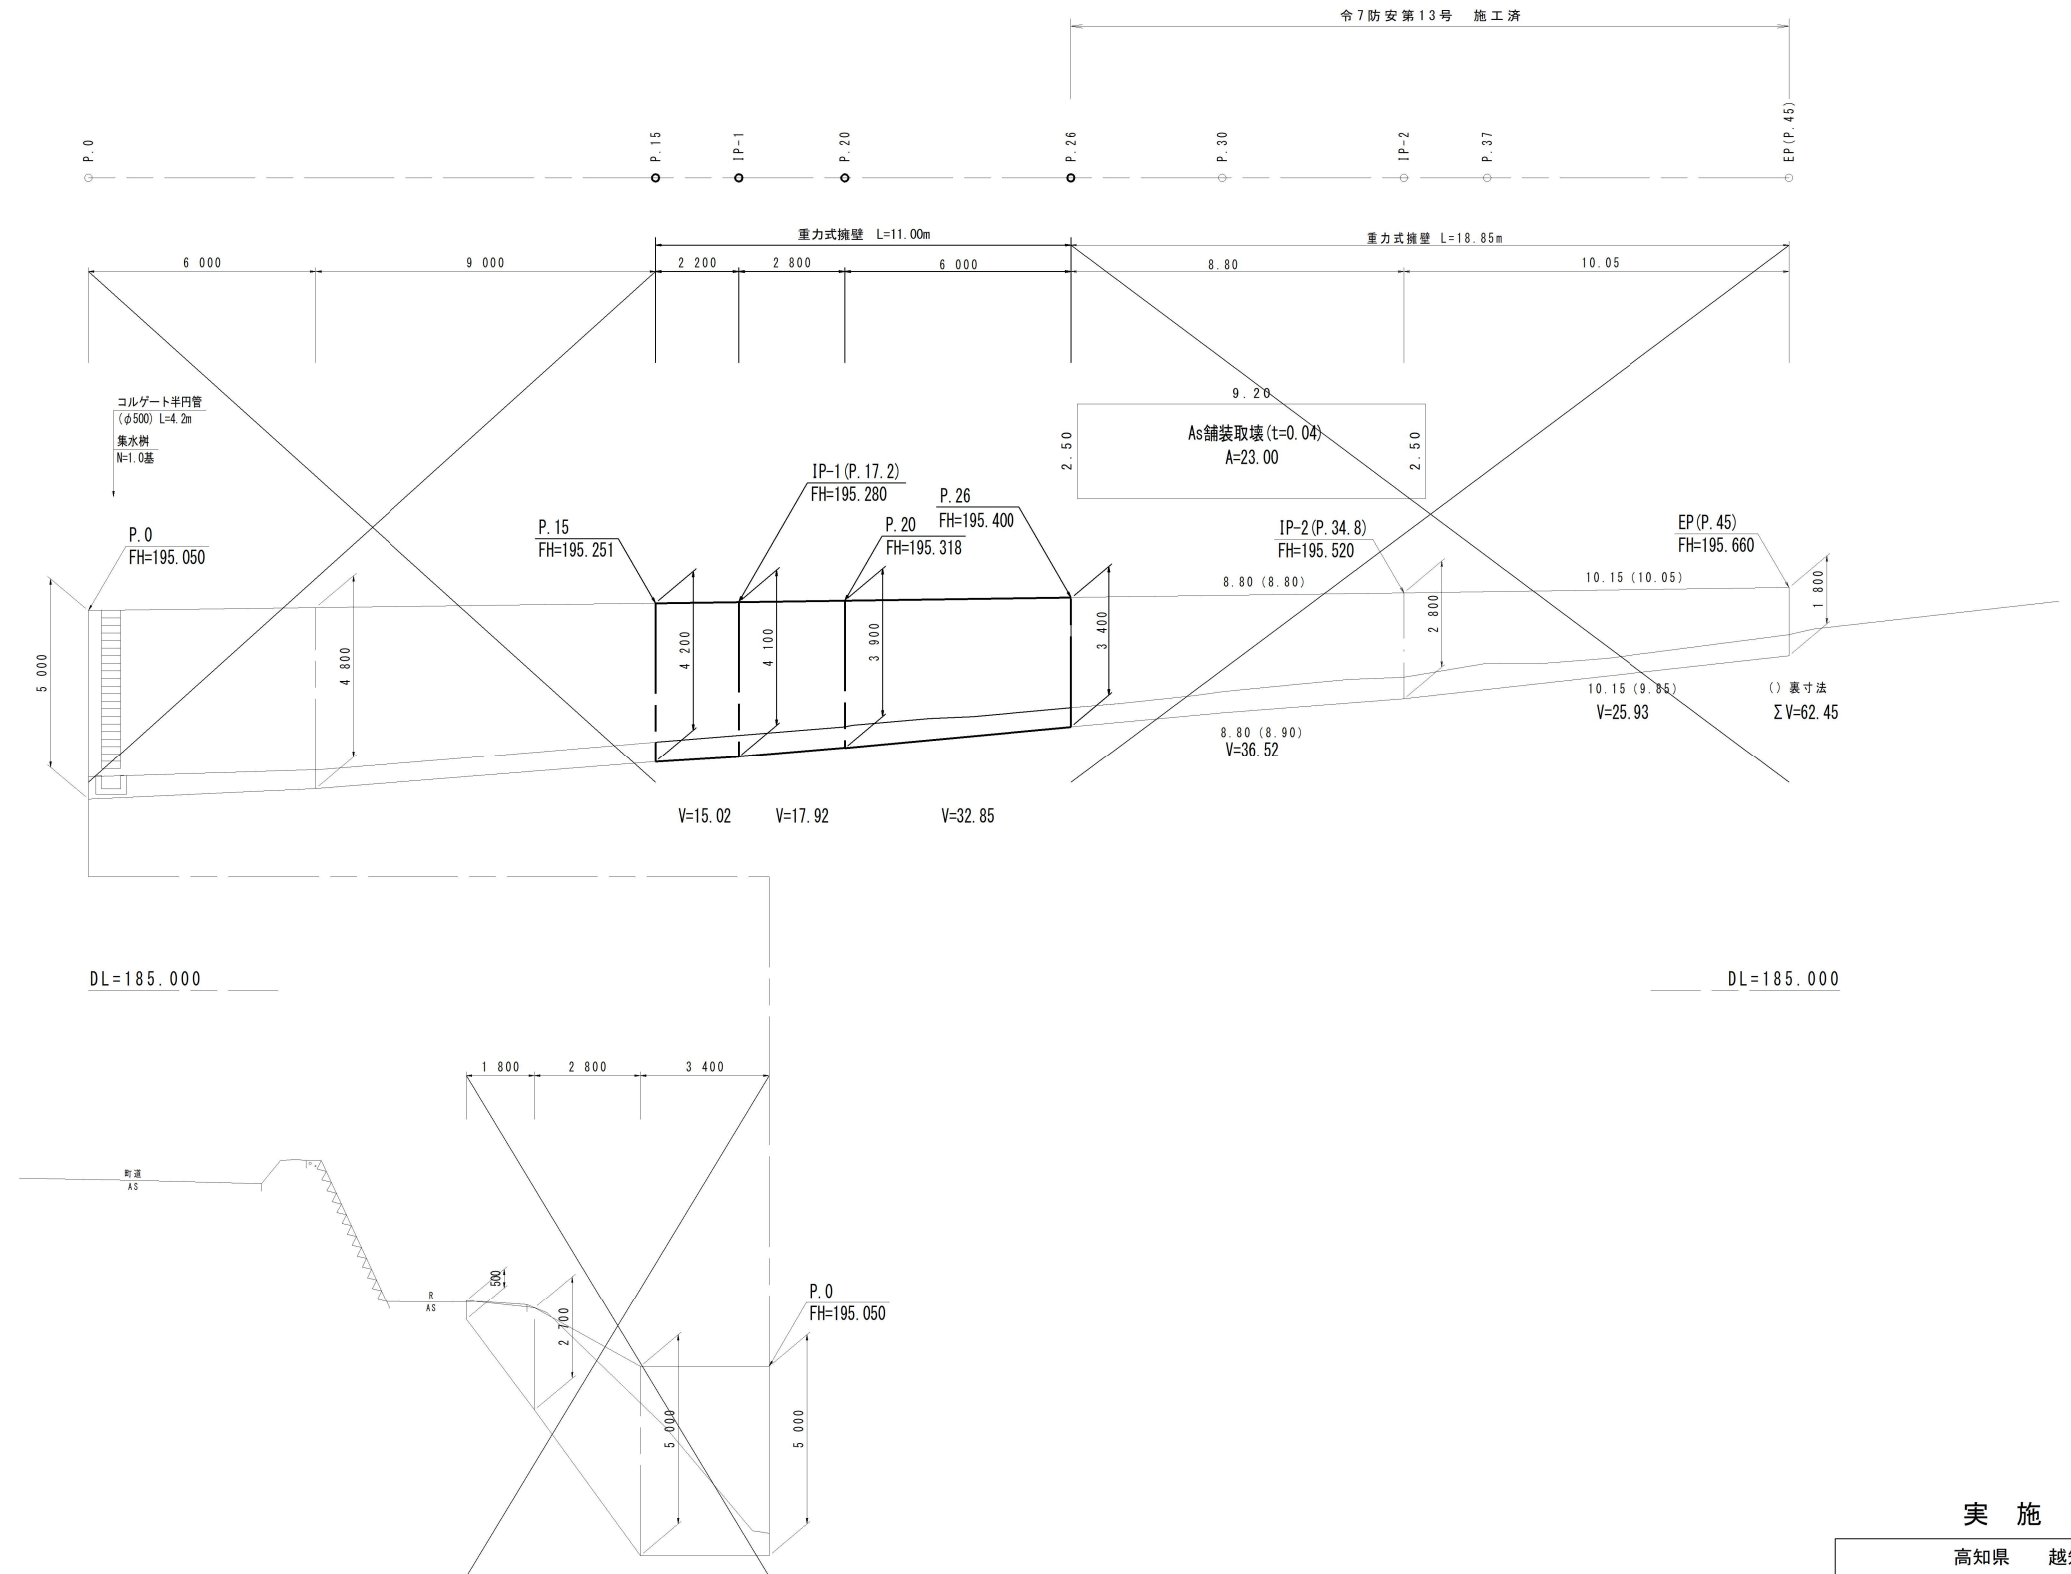 令7防安第13号 施工済
P.0
P.15
IP-1
P.20
P.26
P.30
IP-2
P.37
EP(P.45)
重力式擁壁 L=11.00m
重力式擁壁 L=18.85m
6 000
9 000
2 200
2 800
6 000
8.80
10.05
コルゲート半円管
(φ500) L=4.2m
集水桝
N=1.0基
9.20
2.50
As舗装取壊(t=0.04)
A=23.00
2.50
P.0
FH=195.050
P.15
FH=195.251
IP-1(P.17.2)
FH=195.280
P.20
FH=195.318
P.26
FH=195.400
IP-2(P.34.8)
FH=195.520
EP(P.45)
FH=195.660
8.80 (8.80)
10.15 (10.05)
5 000
4 800
4 200
4 100
3 900
3 400
2 800
1 800
10.15 (9.85)
V=25.93
() 裏寸法
ΣV=62.45
8.80 (8.90)
V=36.52
V=15.02
V=17.92
V=32.85
DL=185.000
DL=185.000
1 800
2 800
3 400
町道
AS
R
AS
500
2 700
P.0
FH=195.050
5 000
5 000
実 施
高知県 越